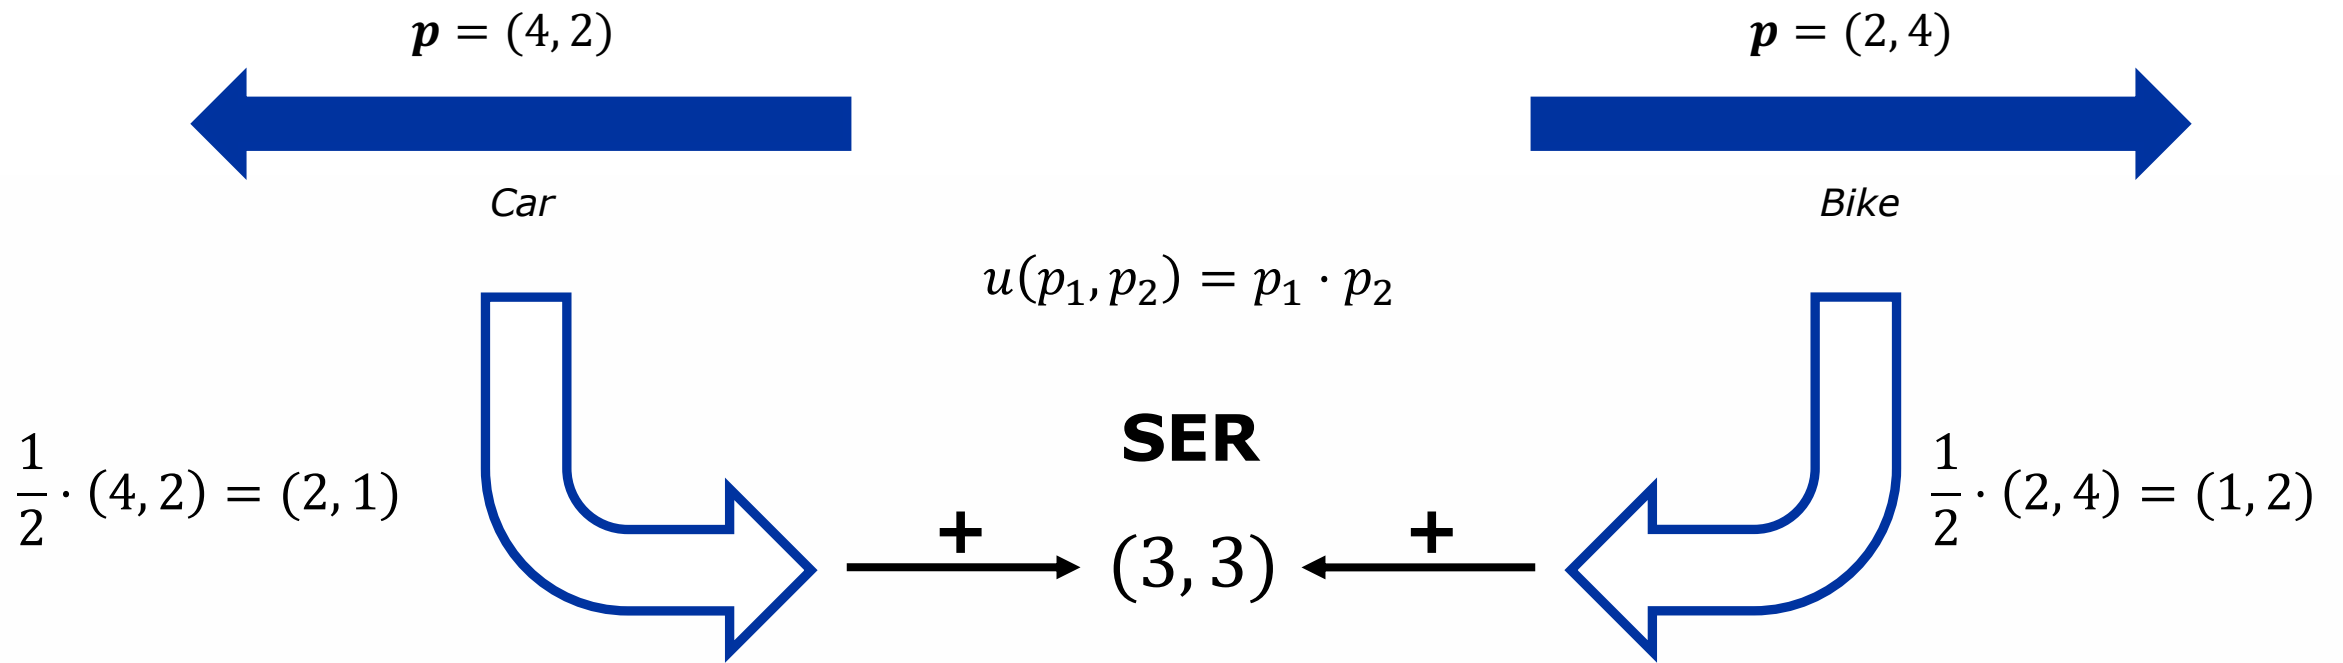 𝒑 = (4, 2)
𝒑 = (2, 4)
Car
Bike
𝑢(𝑝₁, 𝑝₂) = 𝑝₁ · 𝑝₂
SER
1/2 · (4, 2) = (2, 1)
+
(3, 3)
+
1/2 · (2, 4) = (1, 2)